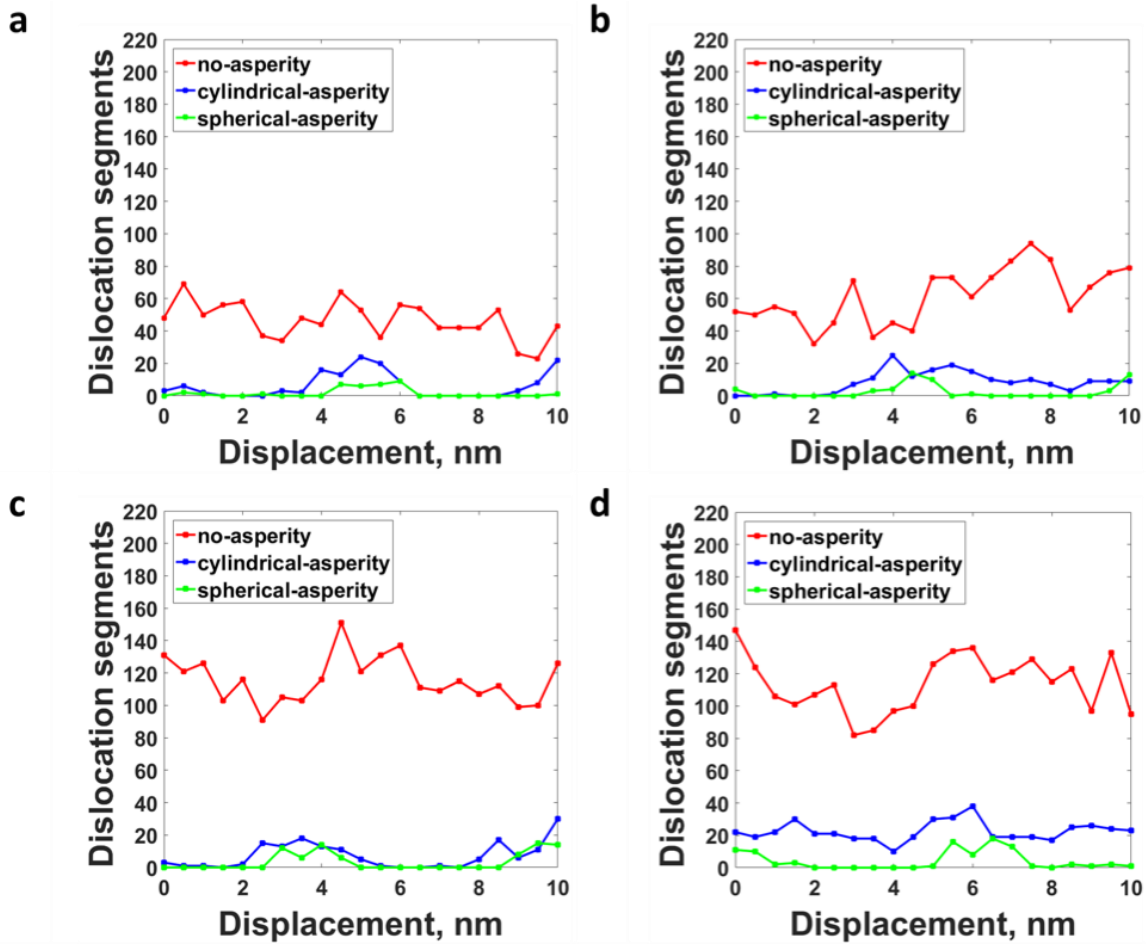 a
220
200
180
160
140
120
100
80
60
40
20
0
Dislocation segments
no-asperity
cylindrical-asperity
spherical-asperity
0 2 4 6 8 10
Displacement, nm
b
220
200
180
160
140
120
100
80
60
40
20
0
Dislocation segments
no-asperity
cylindrical-asperity
spherical-asperity
0 2 4 6 8 10
Displacement, nm
c
220
200
180
160
140
120
100
80
60
40
20
0
Dislocation segments
no-asperity
cylindrical-asperity
spherical-asperity
0 2 4 6 8 10
Displacement, nm
d
220
200
180
160
140
120
100
80
60
40
20
0
Dislocation segments
no-asperity
cylindrical-asperity
spherical-asperity
0 2 4 6 8 10
Displacement, nm